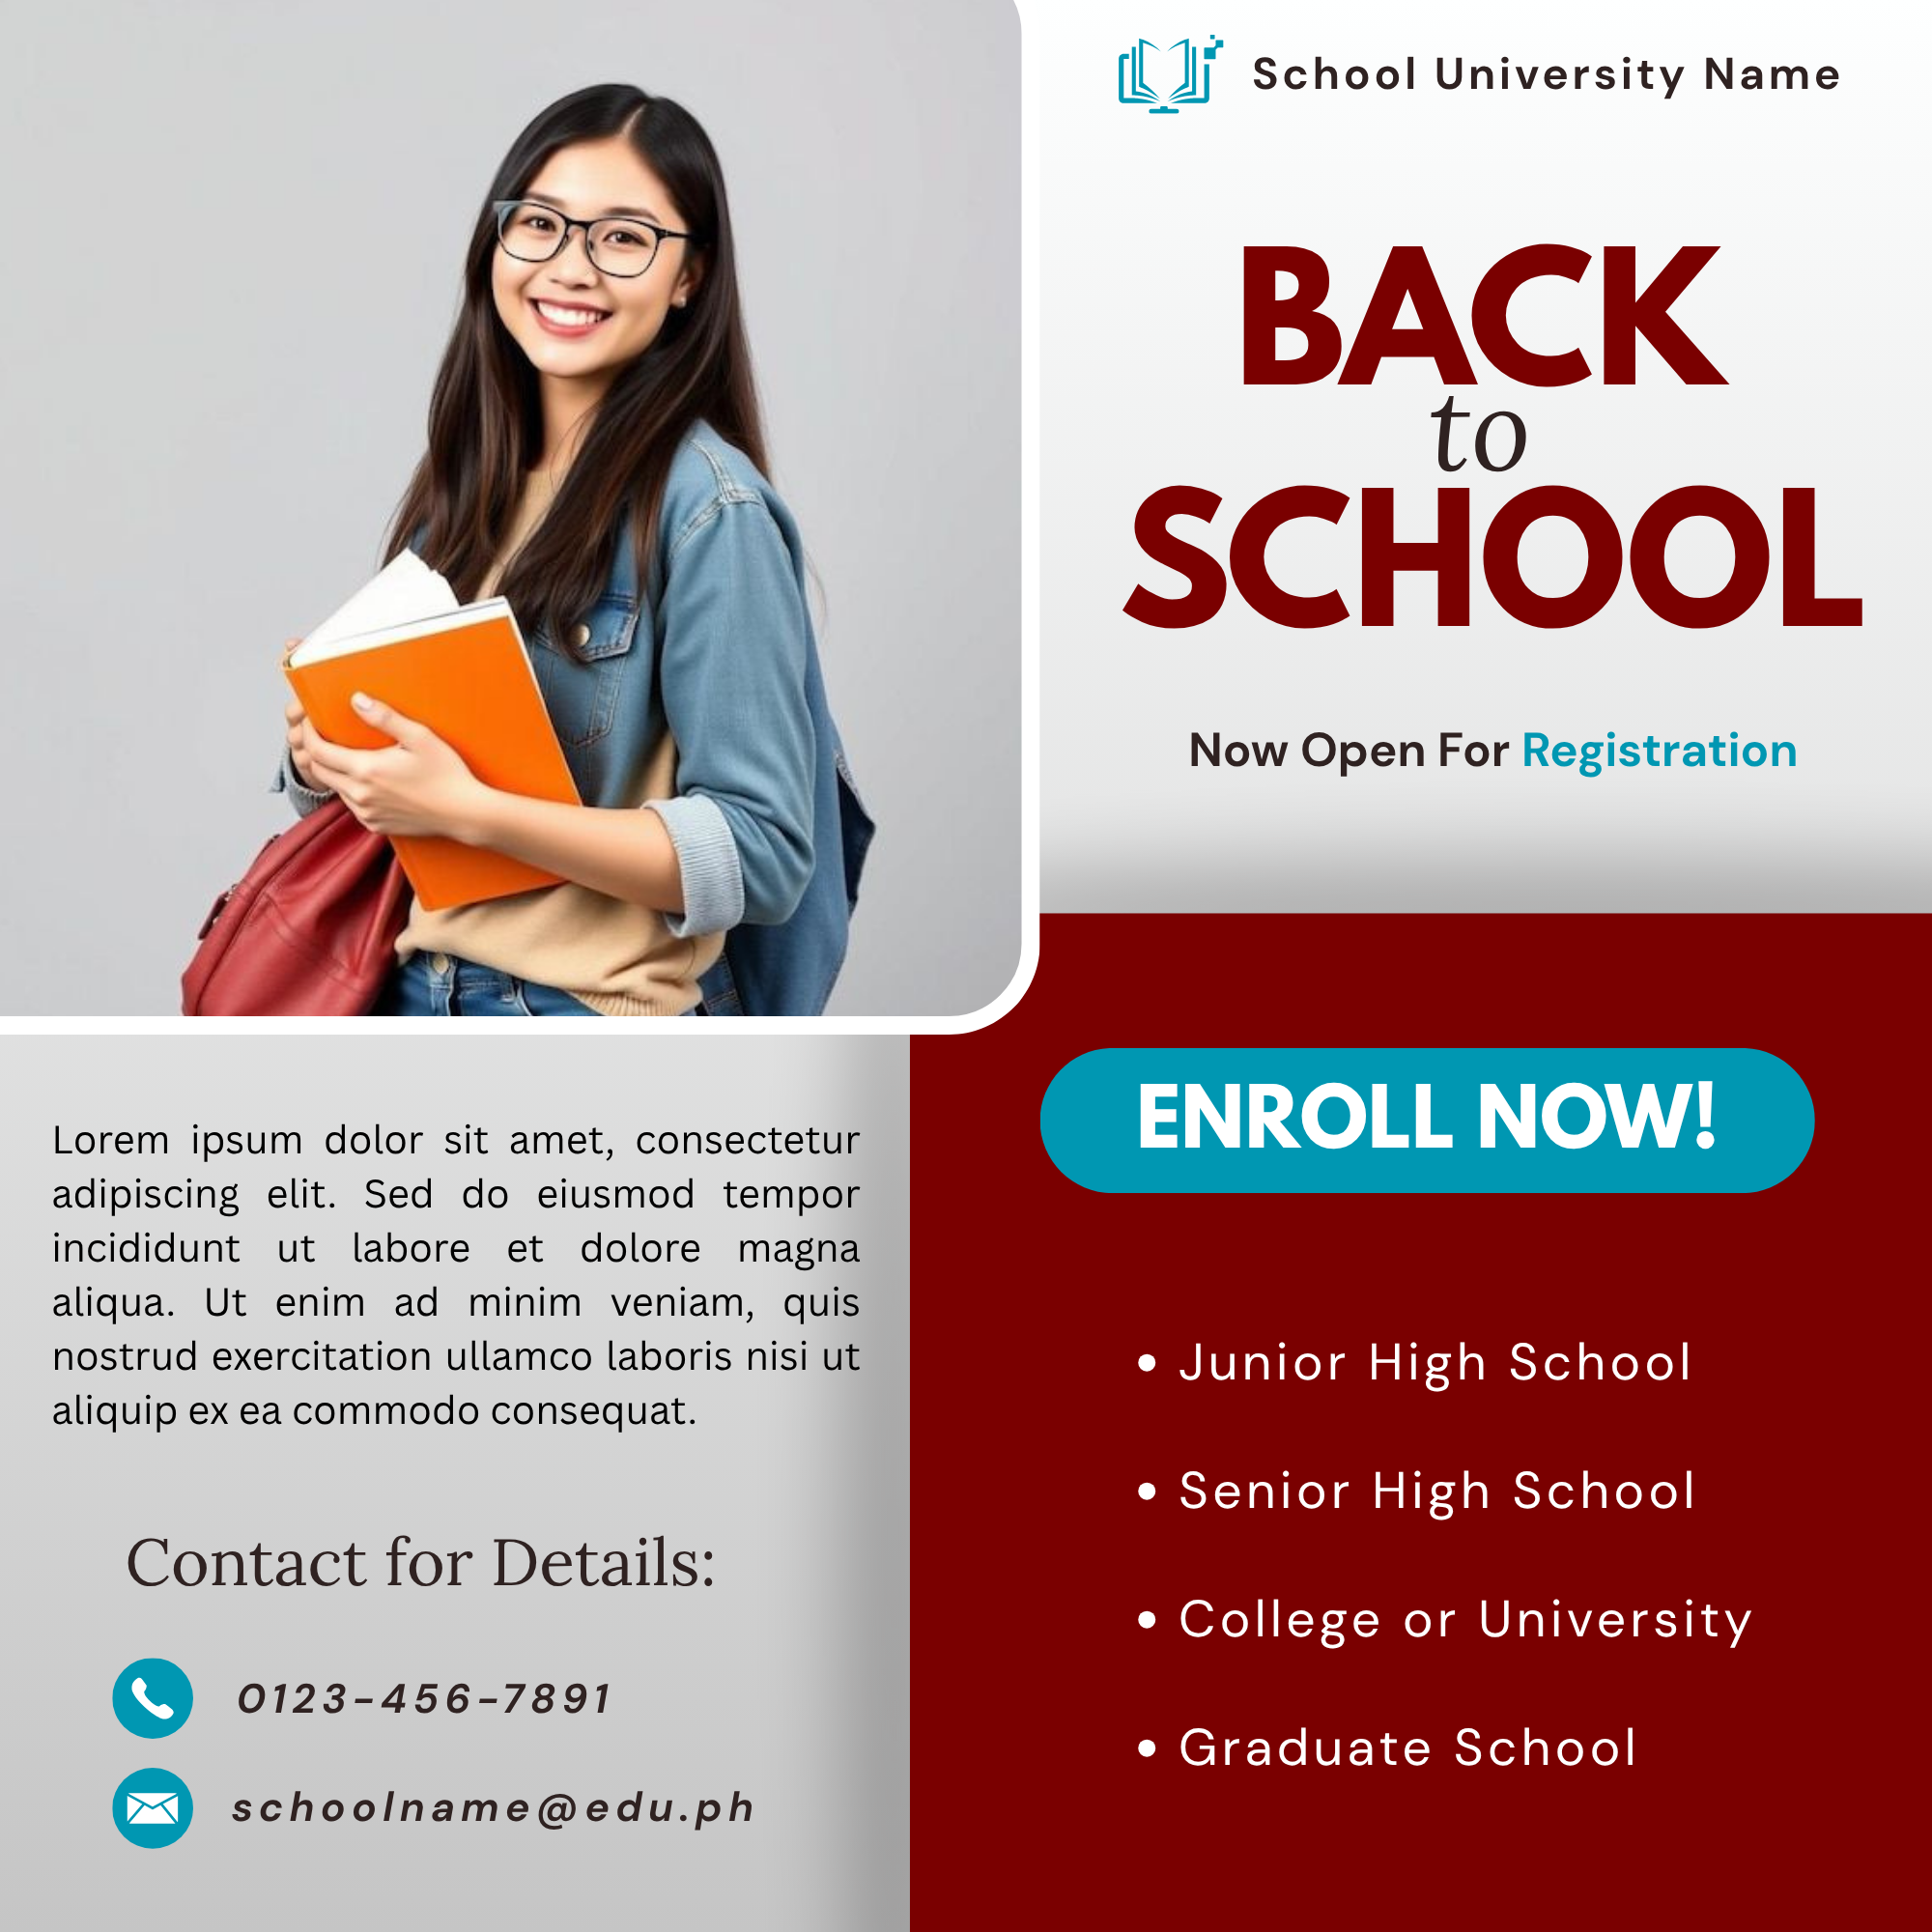 School University Name
BACK
to
SCHOOL
Now Open For Registration
ENROLL NOW!
• Junior High School
• Senior High School
• College or University
• Graduate School
Lorem ipsum dolor sit amet, consectetur
adipiscing elit. Sed do eiusmod tempor
incididunt ut labore et dolore magna
aliqua. Ut enim ad minim veniam, quis
nostrud exercitation ullamco laboris nisi ut
aliquip ex ea commodo consequat.
Contact for Details:
0123-456-7891
schoolname@edu.ph